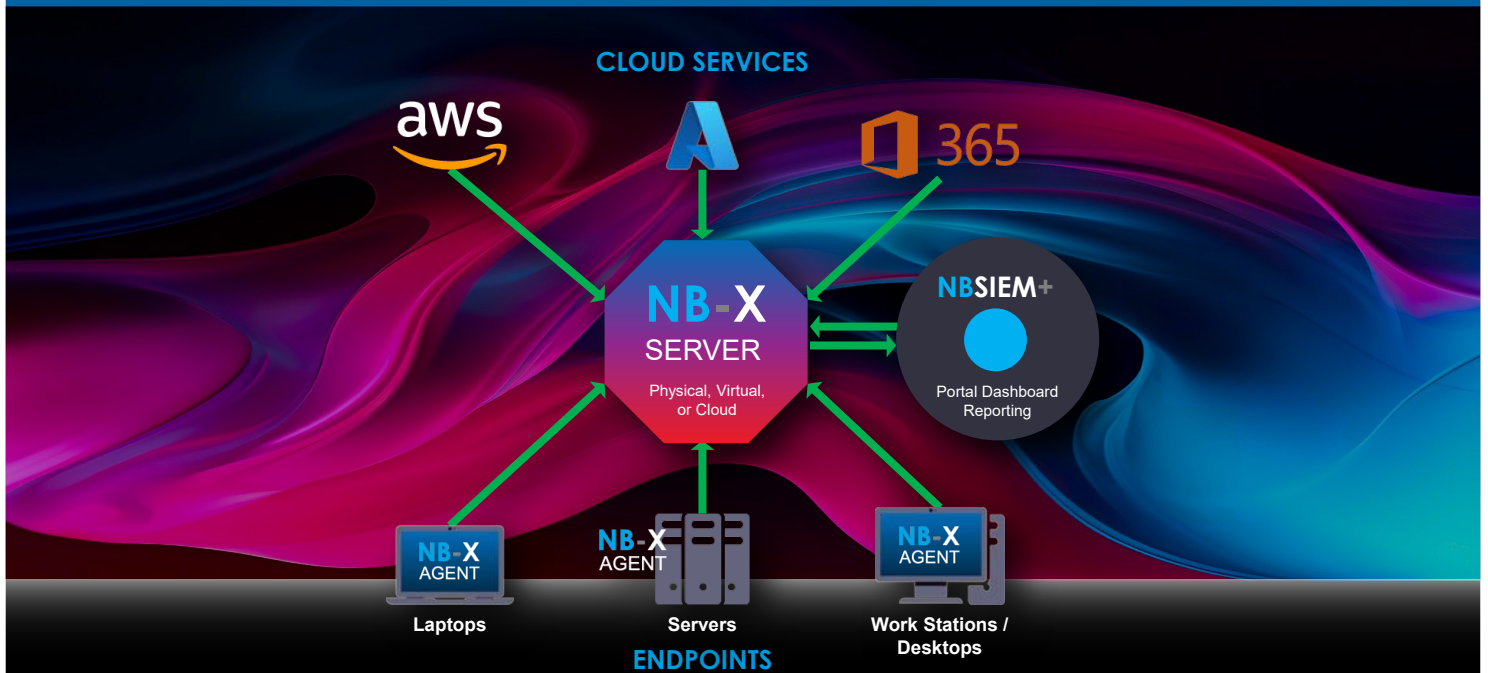 CLOUD SERVICES
aws
365
NB-X
SERVER
Physical, Virtual,
or Cloud
NBSIEM+
Portal Dashboard
Reporting
NB-X
AGENT
NB-X
AGENT
NB-X
AGENT
Laptops
Servers
Work Stations /
Desktops
ENDPOINTS